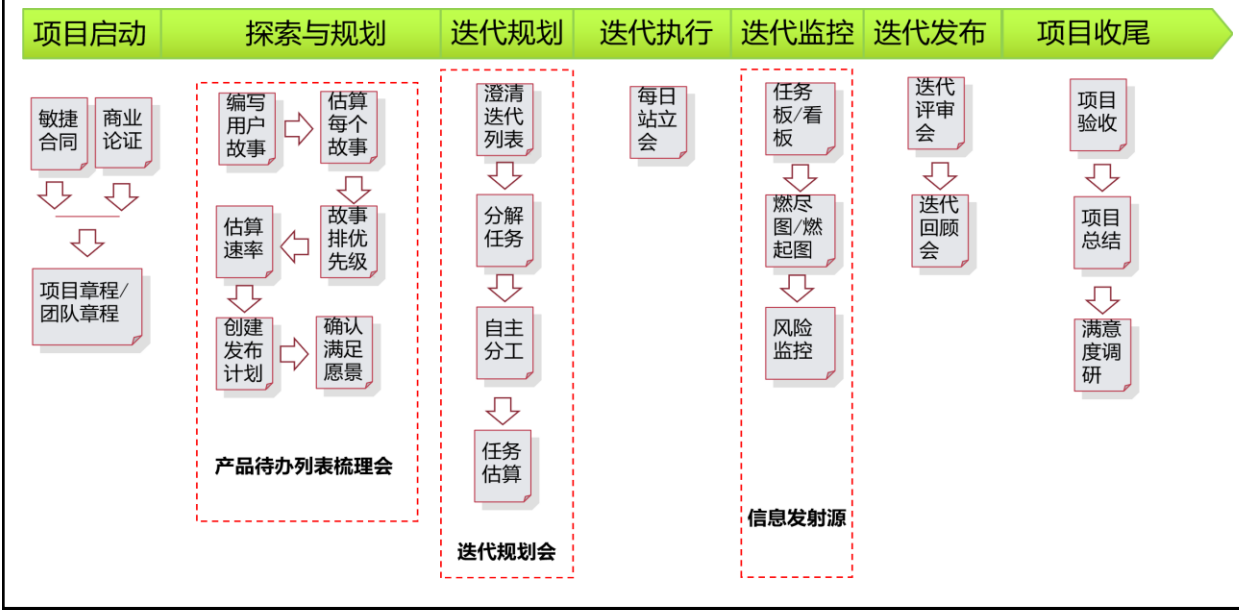 项目启动
探索与规划
迭代规划
迭代执行
迭代监控
迭代发布
项目收尾
敏捷
合同
商业
论证
项目章程/
团队章程
编写
用户
故事
估算
每个
故事
故事
排优
先级
估算
速率
创建
发布
计划
确认
满足
愿景
产品待办列表梳理会
澄清
迭代
列表
分解
任务
自主
分工
任务
估算
迭代规划会
每日
站立
会
任务
板/看
板
燃尽
图/燃
起图
风险
监控
信息发射源
迭代
评审
会
迭代
回顾
会
项目
验收
项目
总结
满意
度调
研